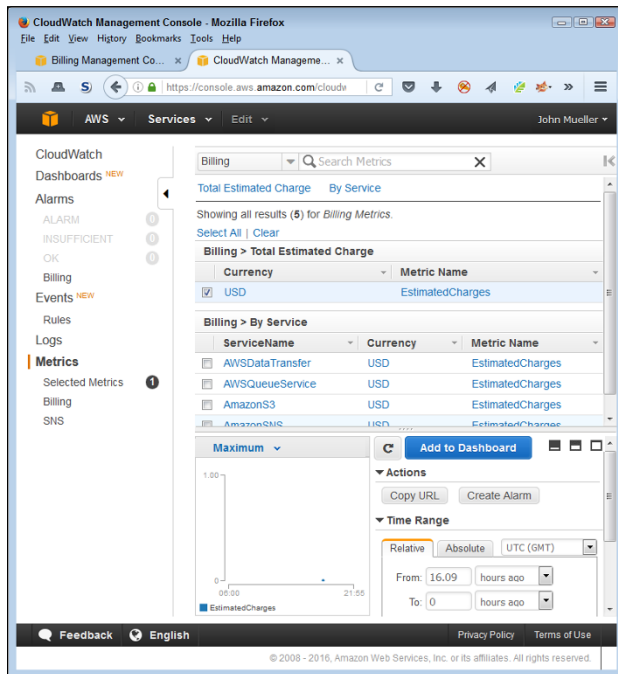 CloudWatch Management Console - Mozilla Firefox
File Edit View History Bookmarks Tools Help
Billing Management Co... × CloudWatch Manageme... ×
https://console.aws.amazon.com/cloudw
AWS Services Edit John Mueller
CloudWatch
Dashboards NEW
Alarms
ALARM 0
INSUFFICIENT 0
OK 0
Billing
Events NEW
Rules
Logs
Metrics
Selected Metrics 1
Billing
SNS
Billing Search Metrics
Total Estimated Charge By Service
Showing all results (5) for Billing Metrics.
Select All | Clear
Billing > Total Estimated Charge
Currency Metric Name
USD EstimatedCharges
Billing > By Service
ServiceName Currency Metric Name
AWSDataTransfer USD EstimatedCharges
AWSQueueService USD EstimatedCharges
AmazonS3 USD EstimatedCharges
AmazonSNS USD EstimatedCharges
Maximum
1.00
0
06:00 21:55
EstimatedCharges
Add to Dashboard
Actions
Copy URL Create Alarm
Time Range
Relative Absolute UTC (GMT)
From: 16.09 hours ago
To: 0 hours ago
Feedback English Privacy Policy Terms of Use
© 2008 - 2016, Amazon Web Services, Inc. or its affiliates. All rights reserved.